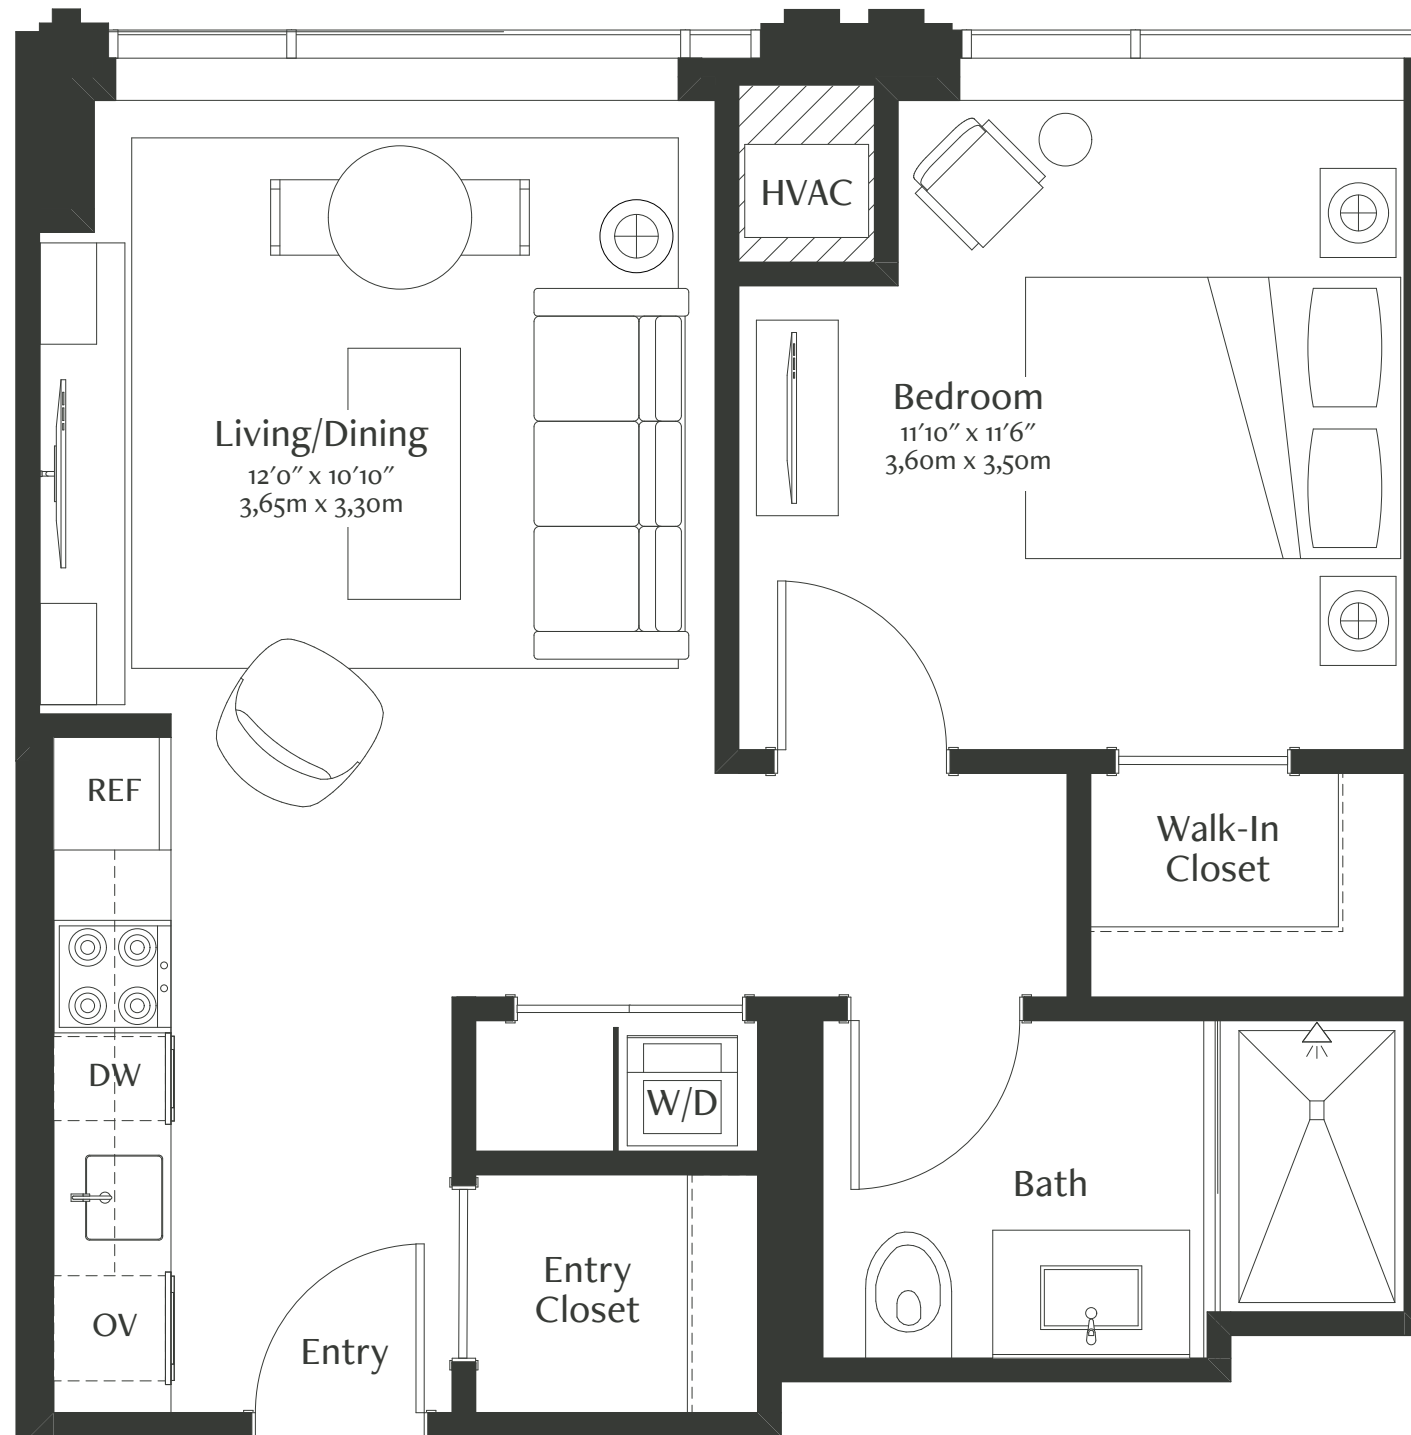 HVAC
Living/Dining
12′0″ x 10′10″
3,65m x 3,30m
Bedroom
11′10″ x 11′6″
3,60m x 3,50m
REF
Walk-In
Closet
DW
W/D
Bath
Entry
Closet
OV
Entry